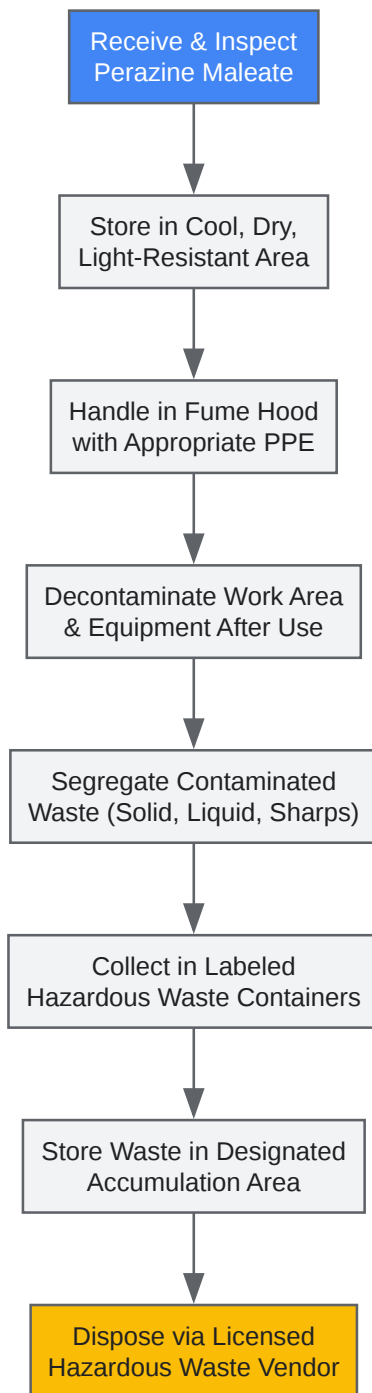 Receive & Inspect
Perazine Maleate
Store in Cool, Dry,
Light-Resistant Area
Handle in Fume Hood
with Appropriate PPE
Decontaminate Work Area
& Equipment After Use
Segregate Contaminated
Waste (Solid, Liquid, Sharps)
Collect in Labeled
Hazardous Waste Containers
Store Waste in Designated
Accumulation Area
Dispose via Licensed
Hazardous Waste Vendor